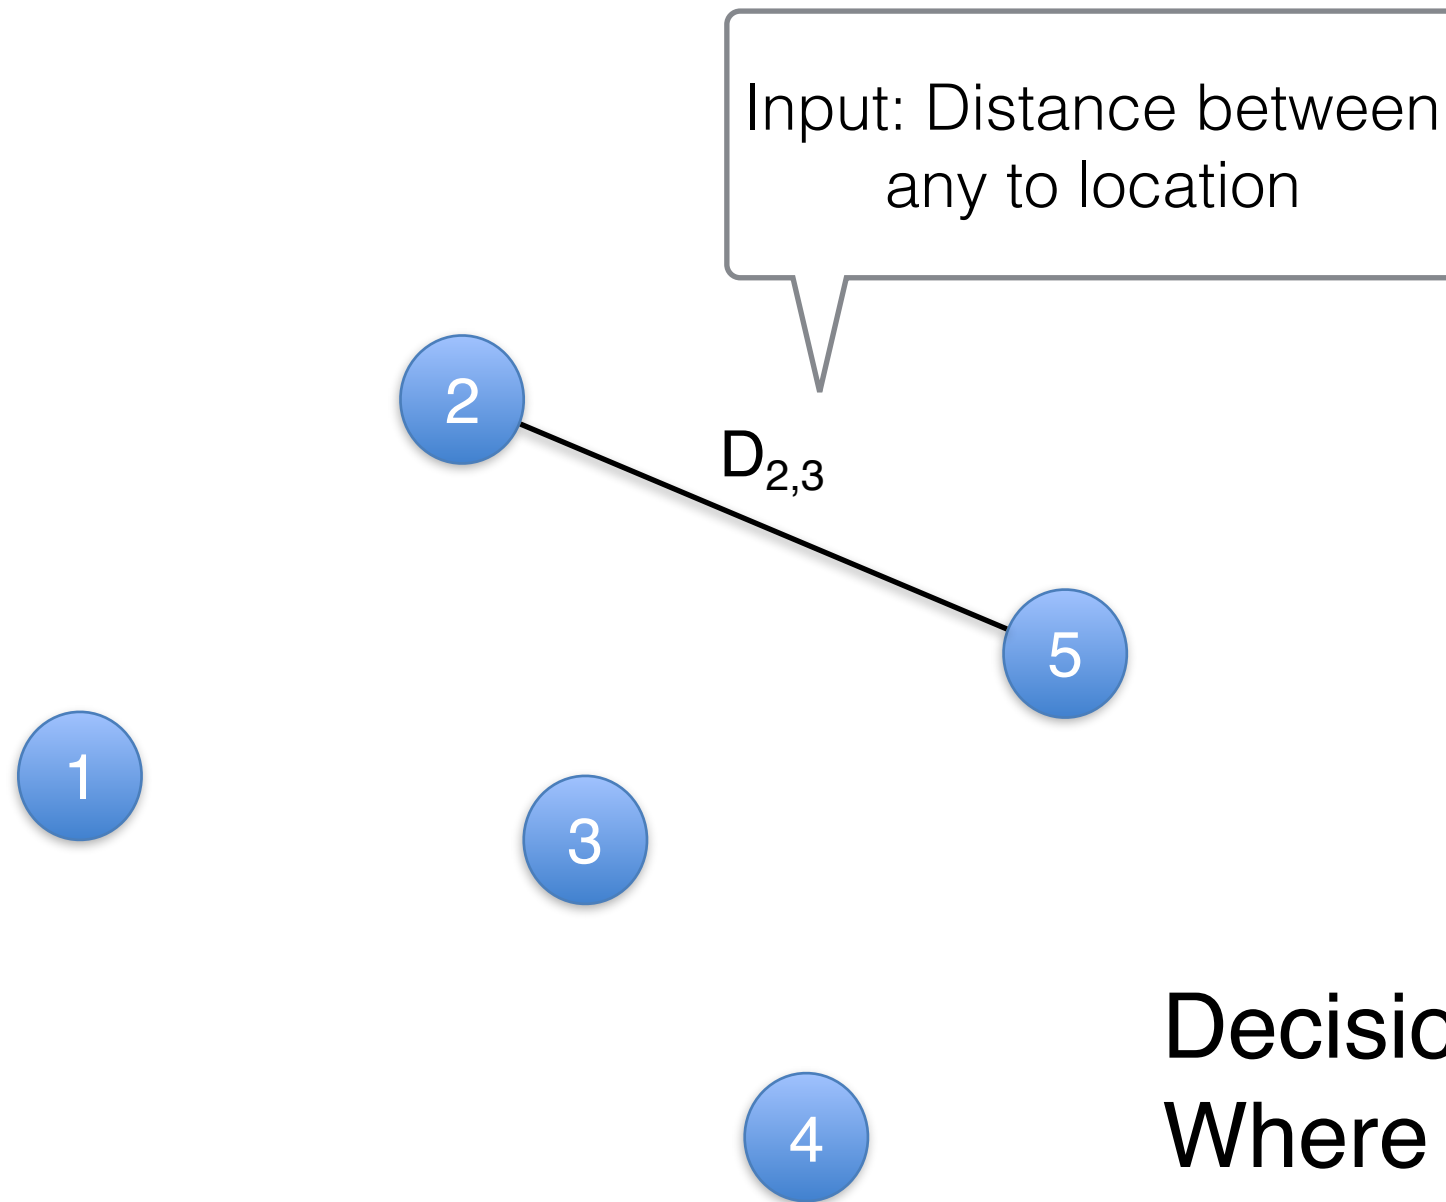 Input: Distance between
any to location
2
D₂,₃
5
1
3
Decisio
Where
4